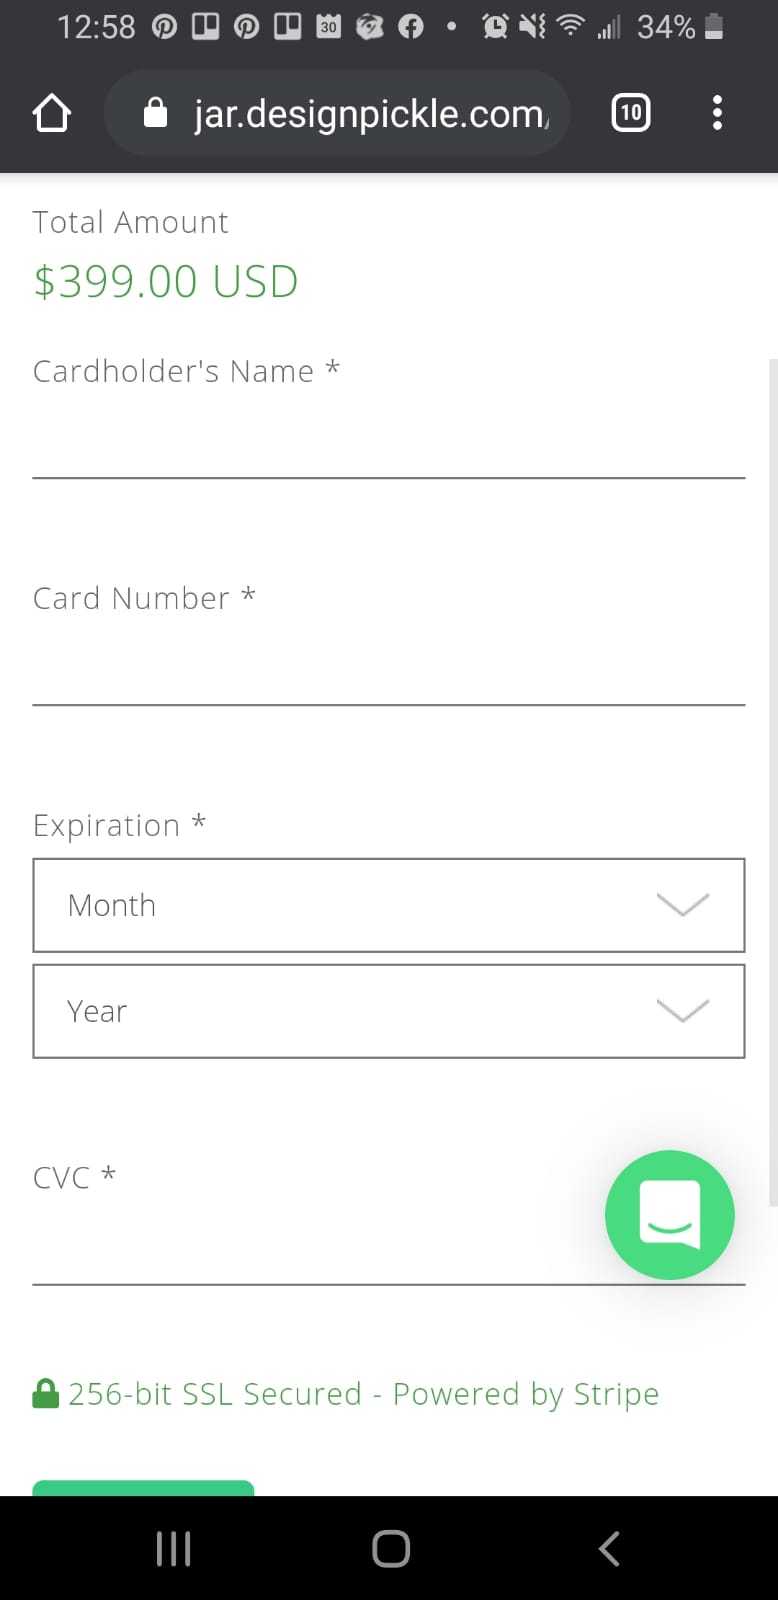 12:58 30 34%
jar.designpickle.com 10
Total Amount
$399.00 USD
Cardholder's Name *
Card Number *
Expiration *
Month
Year
CVC *
256-bit SSL Secured - Powered by Stripe